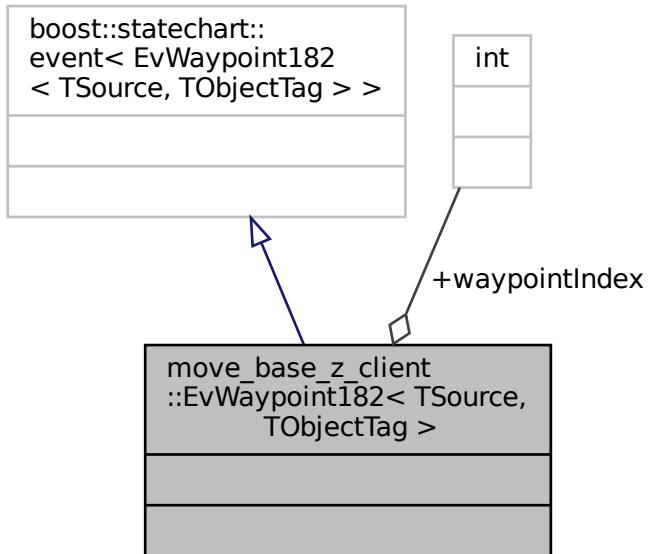 boost::statechart::
event< EvWaypoint182
< TSource, TObjectTag > >
int
+waypointIndex
move_base_z_client
::EvWaypoint182< TSource,
TObjectTag >